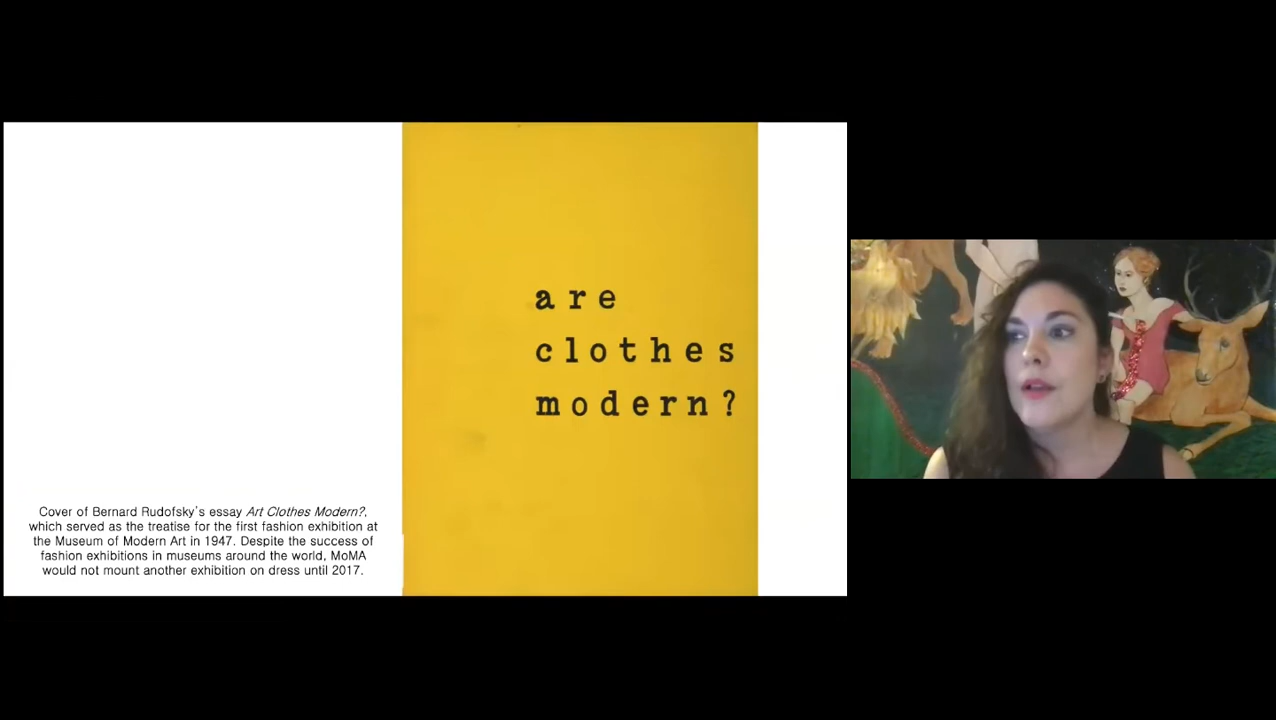 are
clothes
modern?
Cover of Bernard Rudofsky's essay Art Clothes Modern?,
which served as the treatise for the first fashion exhibition at
the Museum of Modern Art in 1947. Despite the success of
fashion exhibitions in museums around the world, MoMA
would not mount another exhibition on dress until 2017.